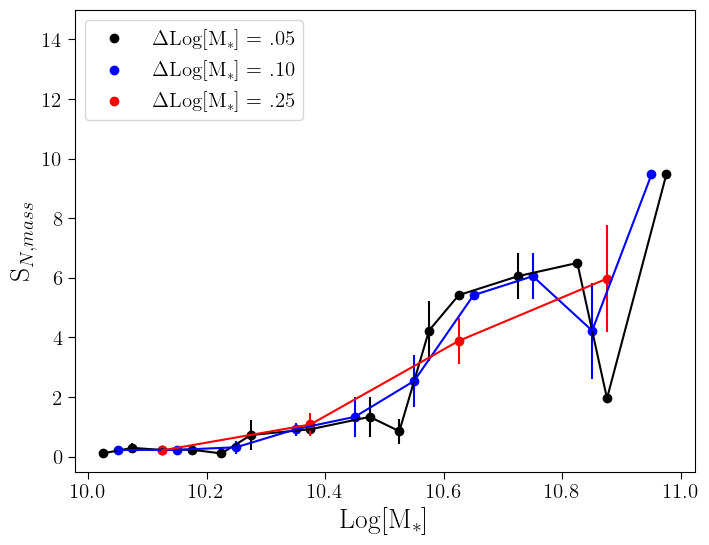 ΔLog[M*] = .05
ΔLog[M*] = .10
ΔLog[M*] = .25
14
12
10
8
6
4
2
0
S_{N,mass}
10.0 10.2 10.4 10.6 10.8 11.0
Log[M*]